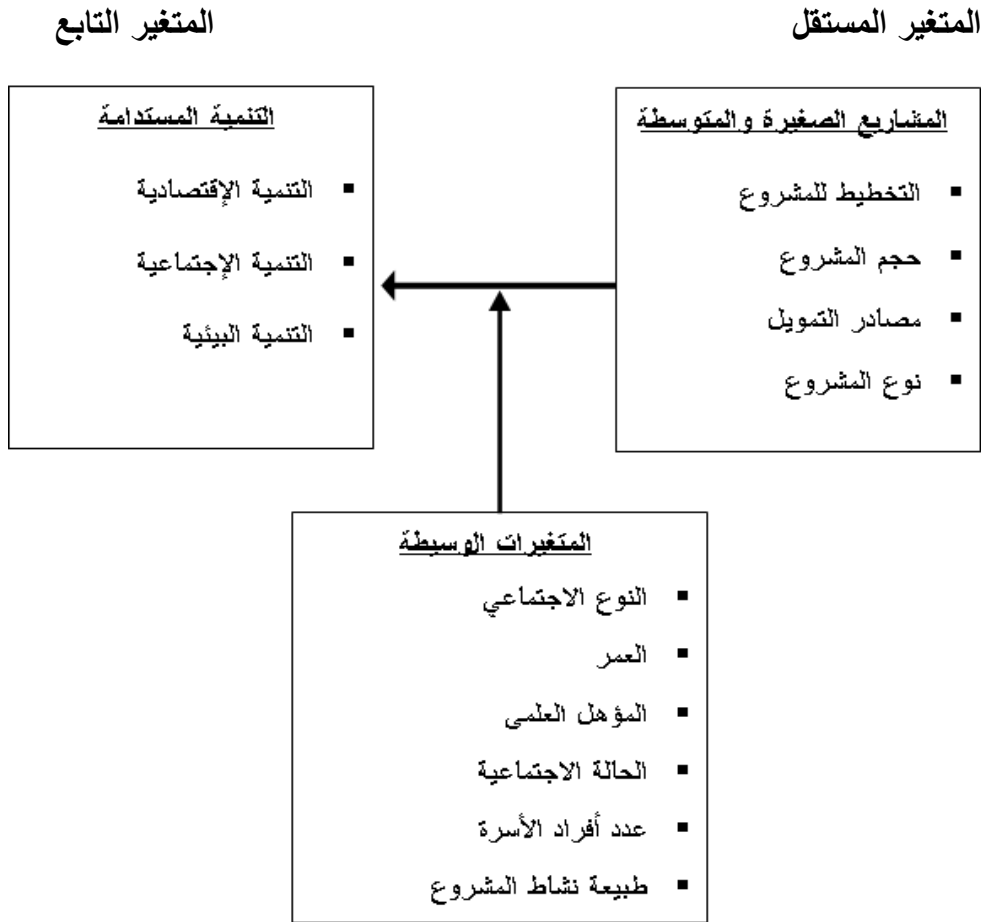 المتغير المستقل
المتغير التابع
المشاريع الصغيرة والمتوسطة
▪ التخطيط للمشروع
▪ حجم المشروع
▪ مصادر التمويل
▪ نوع المشروع
التنمية المستدامة
▪ التنمية الإقتصادية
▪ التنمية الإجتماعية
▪ التنمية البيئية
المتغيرات الوسيطة
▪ النوع الاجتماعي
▪ العمر
▪ المؤهل العلمي
▪ الحالة الاجتماعية
▪ عدد أفراد الأسرة
▪ طبيعة نشاط المشروع